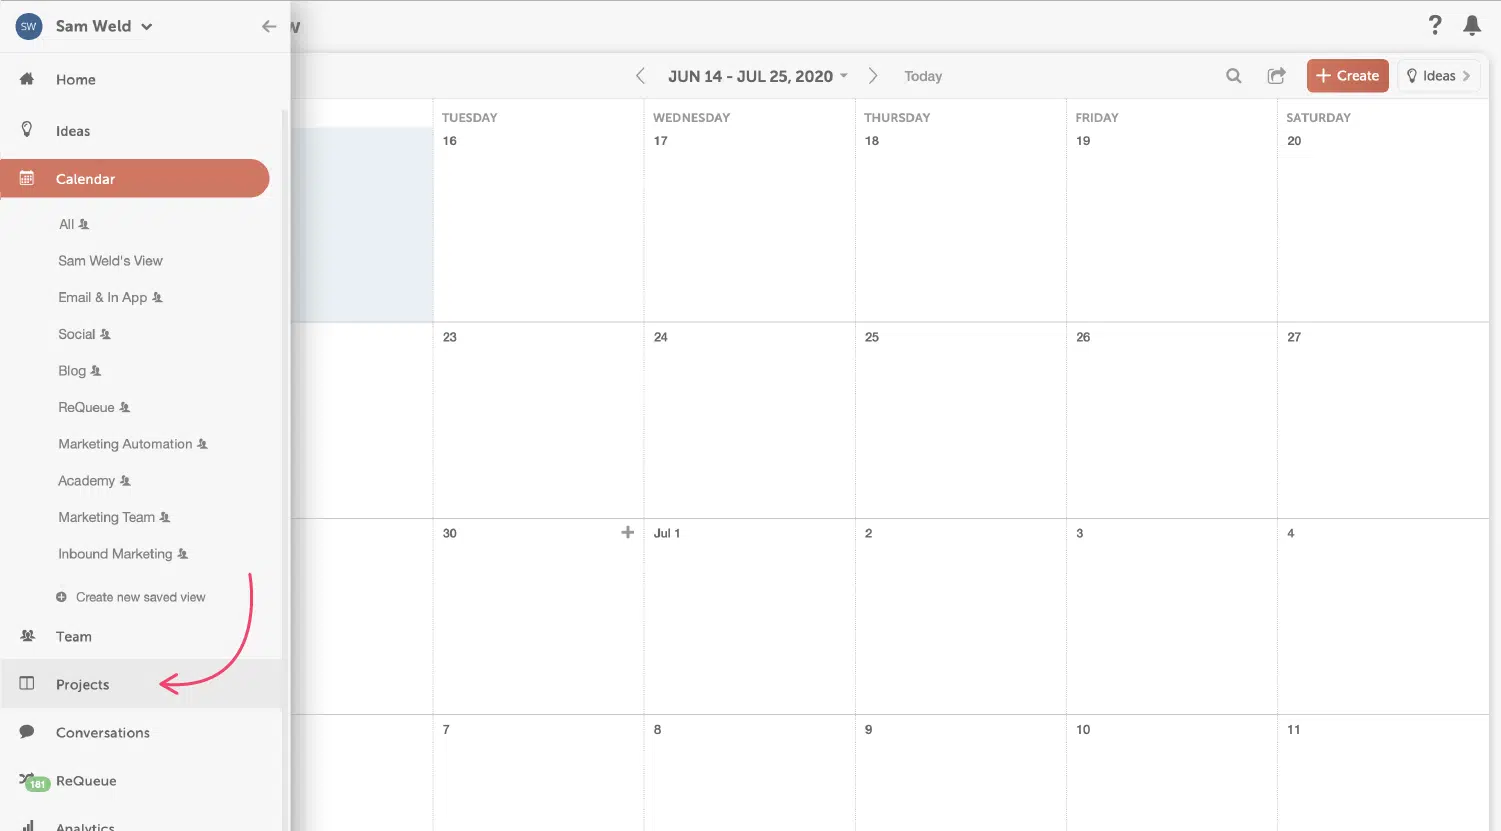 SW Sam Weld
Home
Ideas
Calendar
All
Sam Weld's View
Email & In App
Social
Blog
ReQueue
Marketing Automation
Academy
Marketing Team
Inbound Marketing
Create new saved view
Team
Projects
Conversations
181 ReQueue
Analytics
w
?
JUN 14 - JUL 25, 2020 Today + Create Ideas
TUESDAY WEDNESDAY THURSDAY FRIDAY SATURDAY
16 17 18 19 20
23 24 25 26 27
30 + Jul 1 2 3 4
7 8 9 10 11